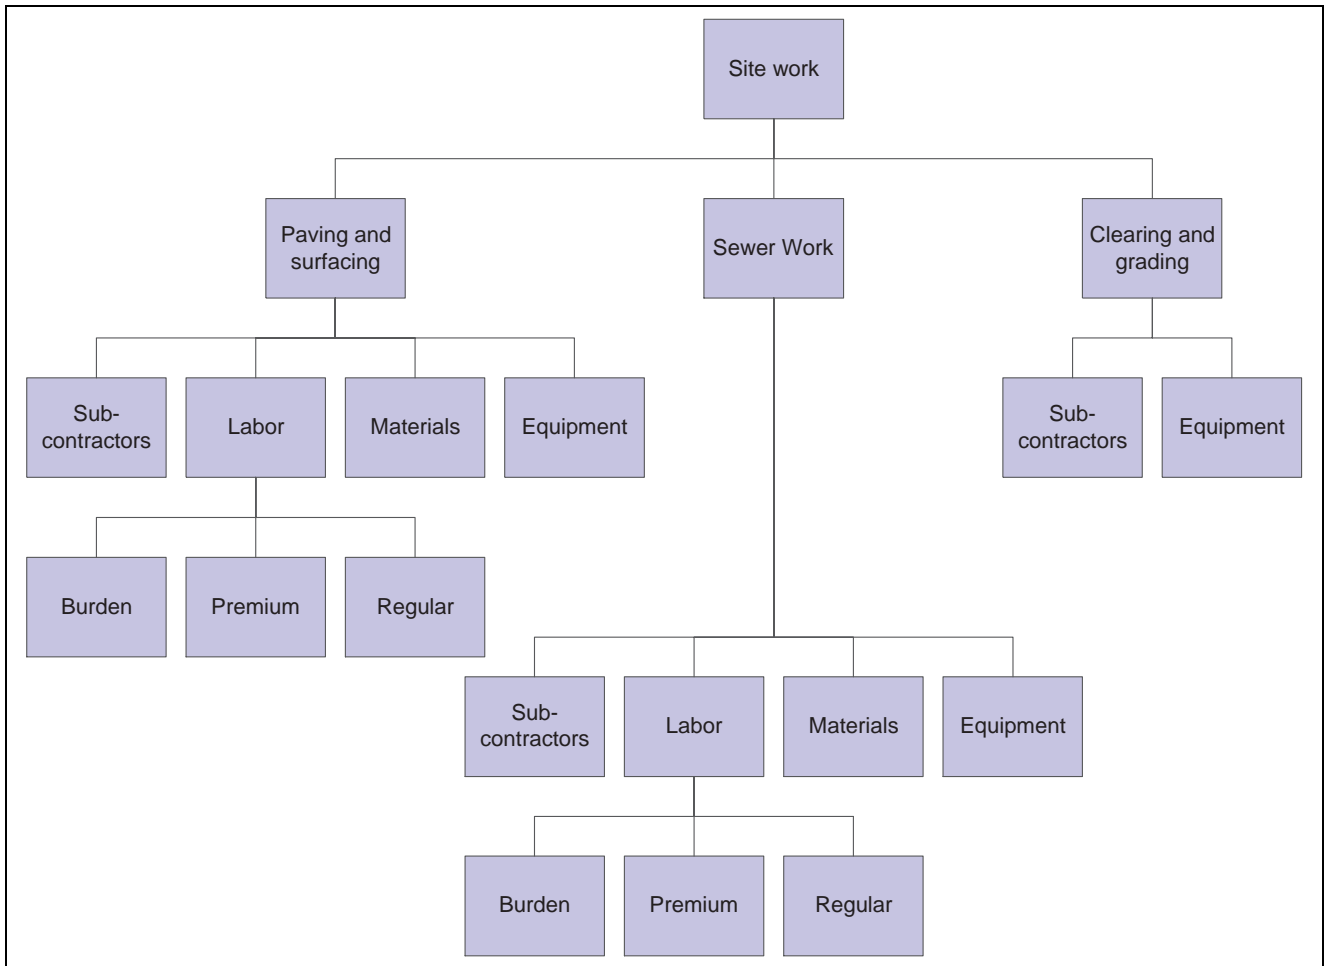 Site work
Paving and
surfacing
Sewer Work
Clearing and
grading
Sub-
contractors
Labor
Materials
Equipment
Sub-
contractors
Equipment
Burden
Premium
Regular
Sub-
contractors
Labor
Materials
Equipment
Burden
Premium
Regular